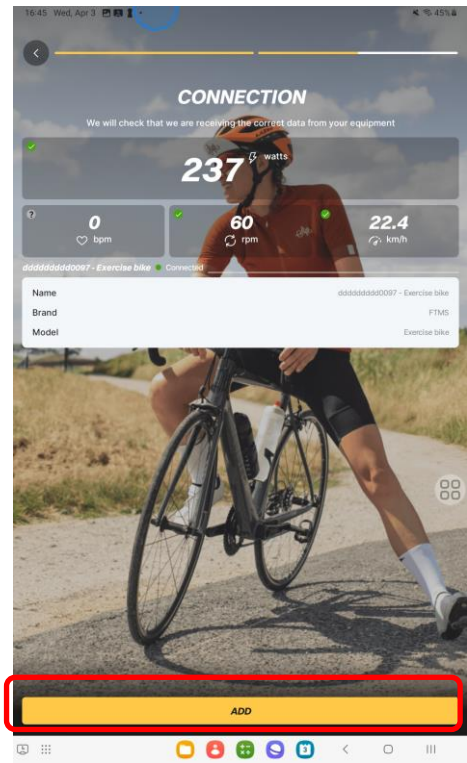 16:45 Wed, Apr 3
45%
CONNECTION
We will check that we are receiving the correct data from your equipment
237 watts
0
bpm
60
rpm
22.4
km/h
ddddddddd0097 - Exercise bike Connected
Name ddddddddd0097 - Exercise bike
Brand FTMS
Model Exercise bike
ADD